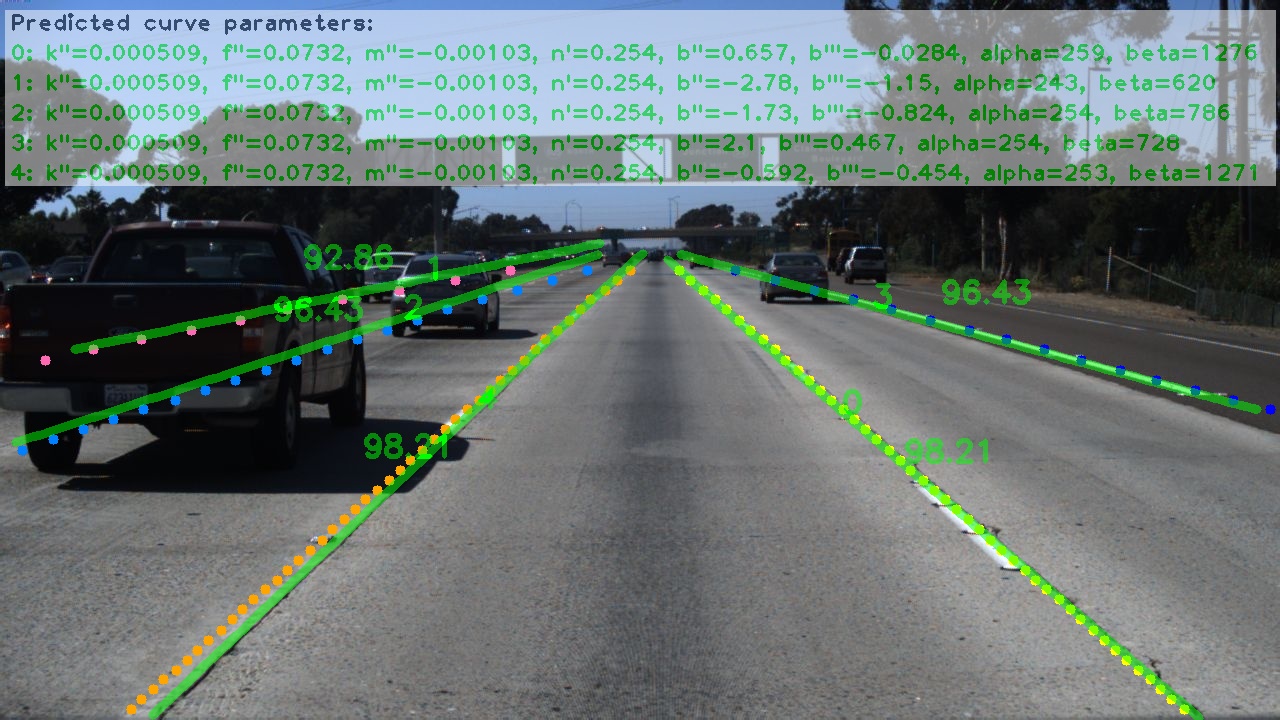 Predicted curve parameters:
0: k''=0.000509, f''=0.0732, m''=-0.00103, n'=0.254, b''=0.657, b'''=-0.0284, alpha=259, beta=1276
1: k''=0.000509, f''=0.0732, m''=-0.00103, n'=0.254, b''=-2.78, b'''=-1.15, alpha=243, beta=620
2: k''=0.000509, f''=0.0732, m''=-0.00103, n'=0.254, b''=-1.73, b'''=-0.824, alpha=254, beta=786
3: k''=0.000509, f''=0.0732, m''=-0.00103, n'=0.254, b''=2.1, b'''=0.467, alpha=254, beta=728
4: k''=0.000509, f''=0.0732, m''=-0.00103, n'=0.254, b''=-0.592, b'''=-0.454, alpha=253, beta=1271
92.86 1
96.43 2
3 96.43
0
98.21
98.21